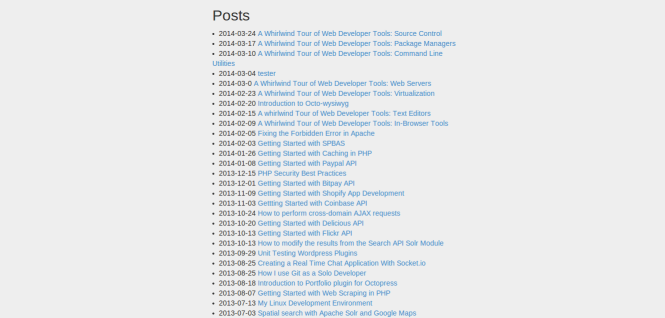 Posts
• 2014-03-24 A Whirlwind Tour of Web Developer Tools: Source Control
• 2014-03-17 A Whirlwind Tour of Web Developer Tools: Package Managers
• 2014-03-10 A Whirlwind Tour of Web Developer Tools: Command Line
Utilities
• 2014-03-04 tester
• 2014-03-0 A Whirlwind Tour of Web Developer Tools: Web Servers
• 2014-02-23 A Whirlwind Tour of Web Developer Tools: Virtualization
• 2014-02-20 Introduction to Octo-wysiwyg
• 2014-02-15 A whirlwind Tour of Web Developer Tools: Text Editors
• 2014-02-09 A Whirlwind Tour of Web Developer Tools: In-Browser Tools
• 2014-02-05 Fixing the Forbidden Error in Apache
• 2014-02-03 Getting Started with SPBAS
• 2014-01-26 Getting Started with Caching in PHP
• 2014-01-08 Getting Started with Paypal API
• 2013-12-15 PHP Security Best Practices
• 2013-12-01 Getting Started with Bitpay API
• 2013-11-09 Getting Started with Shopify App Development
• 2013-11-03 Gettting Started with Coinbase API
• 2013-10-24 How to perform cross-domain AJAX requests
• 2013-10-20 Getting Started with Delicious API
• 2013-10-13 Getting Started with Flickr API
• 2013-10-13 How to modify the results from the Search API Solr Module
• 2013-09-29 Unit Testing Wordpress Plugins
• 2013-08-25 Creating a Real Time Chat Application With Socket.io
• 2013-08-25 How I use Git as a Solo Developer
• 2013-08-18 Introduction to Portfolio plugin for Octopress
• 2013-08-07 Getting Started with Web Scraping in PHP
• 2013-07-13 My Linux Development Environment
• 2013-07-03 Spatial search with Apache Solr and Google Maps